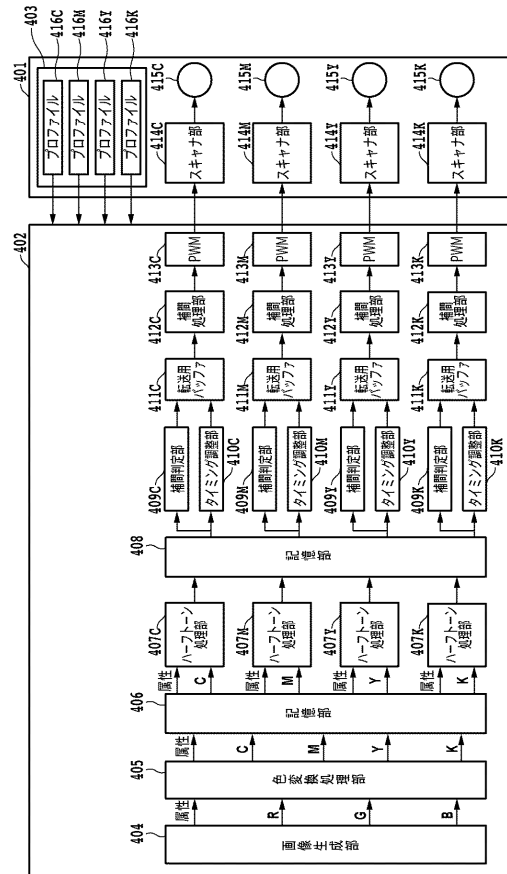 401
403
416C
416M
416Y
416K
プロファイル
プロファイル
プロファイル
プロファイル
402
404
画像生成部
属性
R
G
B
405
色変換処理部
属性
C
M
Y
K
406
記憶部
属性
C
属性
M
属性
Y
属性
K
407C
ハーフトーン
処理部
407M
ハーフトーン
処理部
407Y
ハーフトーン
処理部
407K
ハーフトーン
処理部
408
記憶部
409C
補間判定部
タイミング調整部
410C
409M
補間判定部
タイミング調整部
410M
409Y
補間判定部
タイミング調整部
410Y
409K
補間判定部
タイミング調整部
410K
411C
転送用
バッファ
411M
転送用
バッファ
411Y
転送用
バッファ
411K
転送用
バッファ
412C
補間
処理部
412M
補間
処理部
412Y
補間
処理部
412K
補間
処理部
413C
PWM
413M
PWM
413Y
PWM
413K
PWM
414C
スキャナ部
414M
スキャナ部
414Y
スキャナ部
414K
スキャナ部
415C
415M
415Y
415K